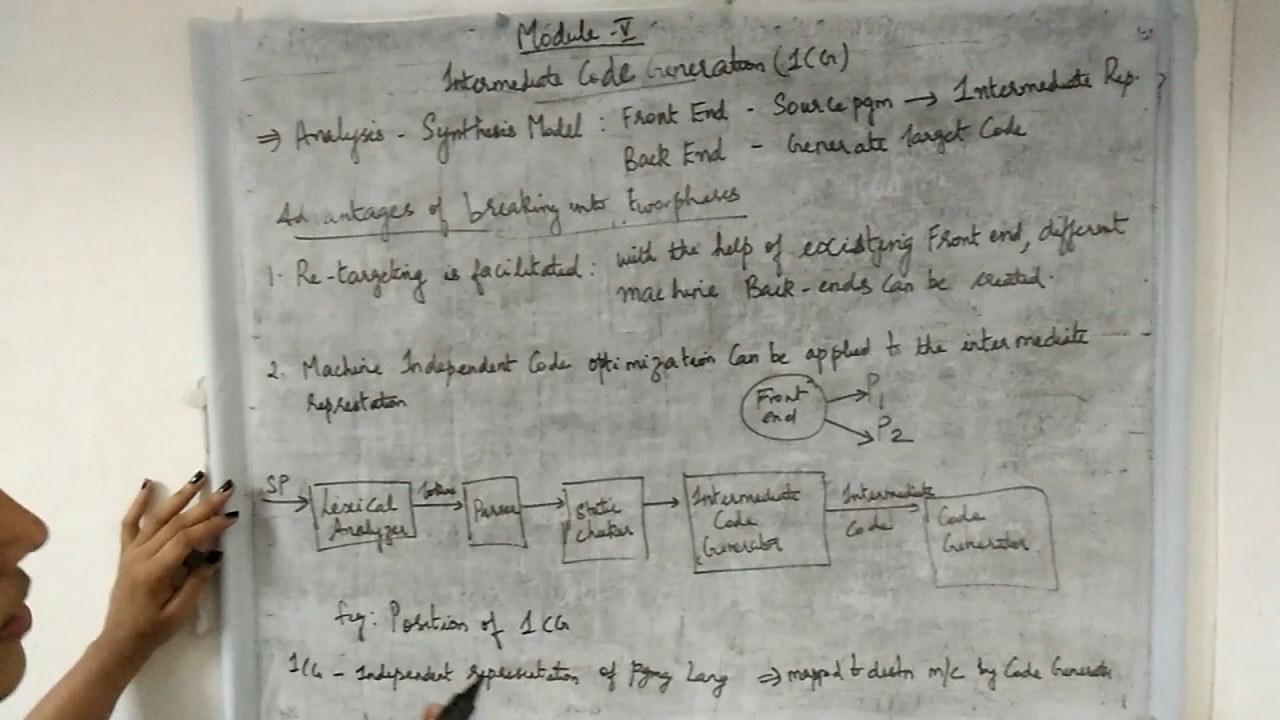 Module - V
Intermediate Code Generation (ICG)
⇒ Analysis - Synthesis Model : Front End - Source pgm → Intermediate Rep.
Back End - Generate Target Code
Advantages of breaking into two phases
1. Re-targeting is facilitated : with the help of existing Front end, different
machine Back-ends can be created.
2. Machine Independent Code optimization Can be applied to the intermediate
Represtation
Front end
P1
P2
SP
Lexical Analyzer
tokens
Parser
Static Checker
Intermediate Code Generator
Intermediate Code
Code Generator
fig: Position of ICG
ICG - Independent representation of Pgmg Lang ⇒ mapped to destn m/c by Code Generator